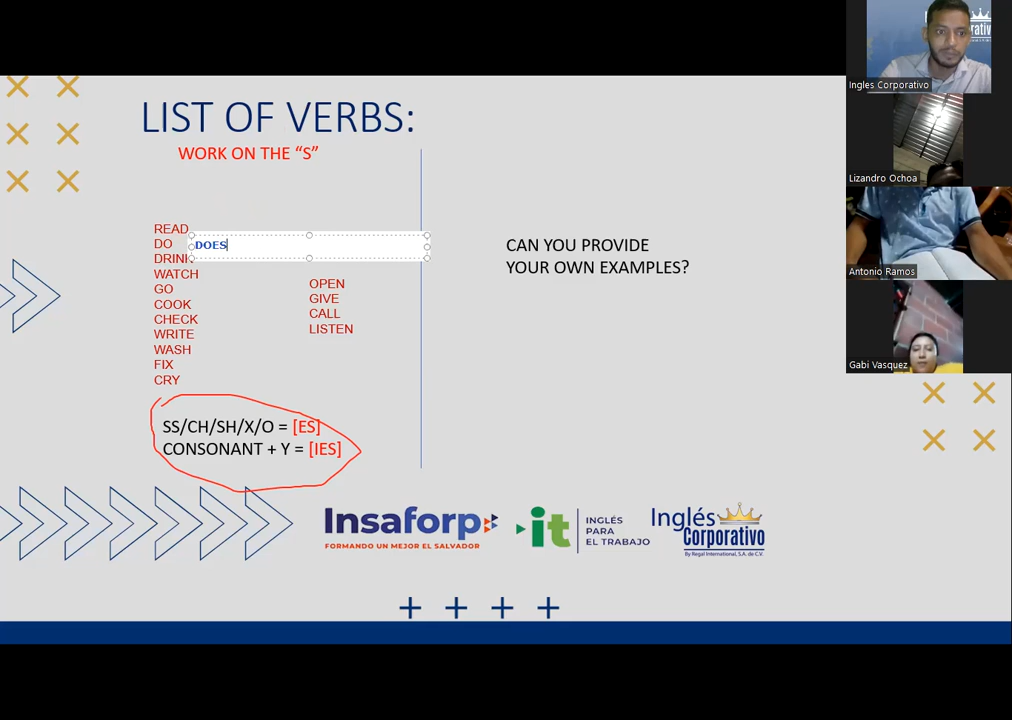 LIST OF VERBS:
WORK ON THE “S”
READ
DO
DOES
DRINK
WATCH
GO
COOK
CHECK
WRITE
WASH
FIX
CRY
OPEN
GIVE
CALL
LISTEN
SS/CH/SH/X/O = [ES]
CONSONANT + Y = [IES]
CAN YOU PROVIDE
YOUR OWN EXAMPLES?
Insaforp
FORMANDO UN MEJOR EL SALVADOR
it
INGLÉS
PARA
EL TRABAJO
Inglés
Corporativo
By Regal International, S.A. de C.V.
Ingles Corporativo
Lizandro Ochoa
Antonio Ramos
Gabi Vasquez